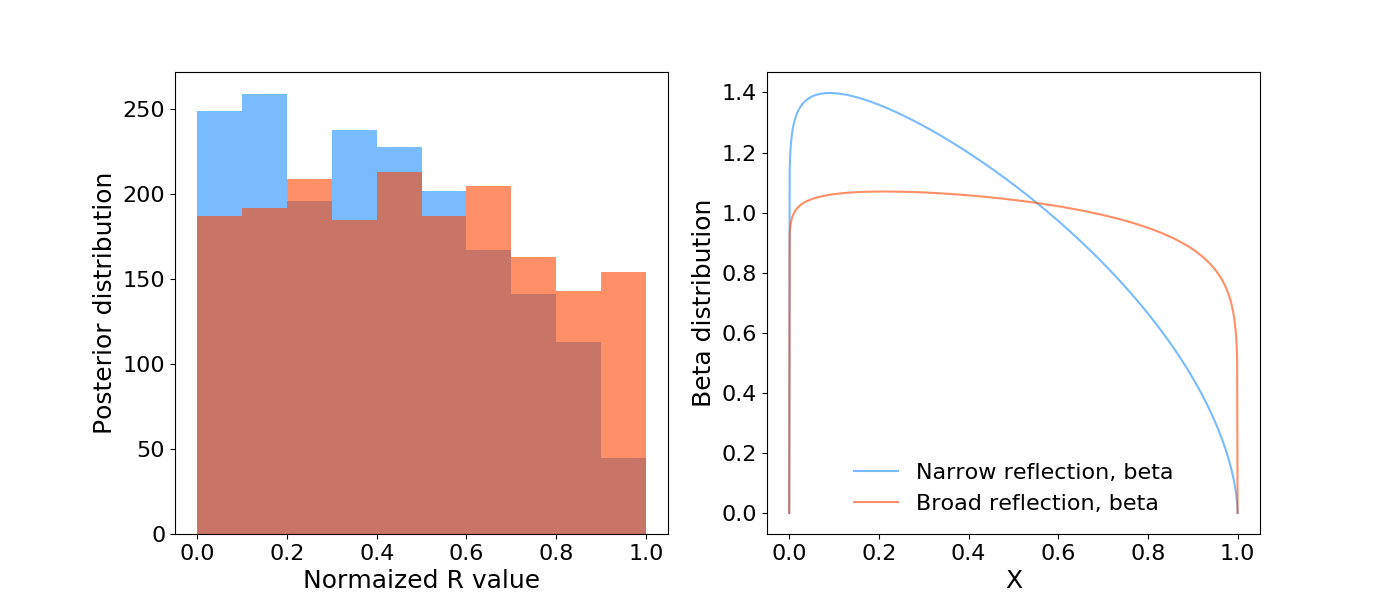 Posterior distribution
250
200
150
100
50
0
0.0 0.2 0.4 0.6 0.8 1.0
Normaized R value
Beta distribution
1.4
1.2
1.0
0.8
0.6
0.4
0.2
0.0
Narrow reflection, beta
Broad reflection, beta
0.0 0.2 0.4 0.6 0.8 1.0
X